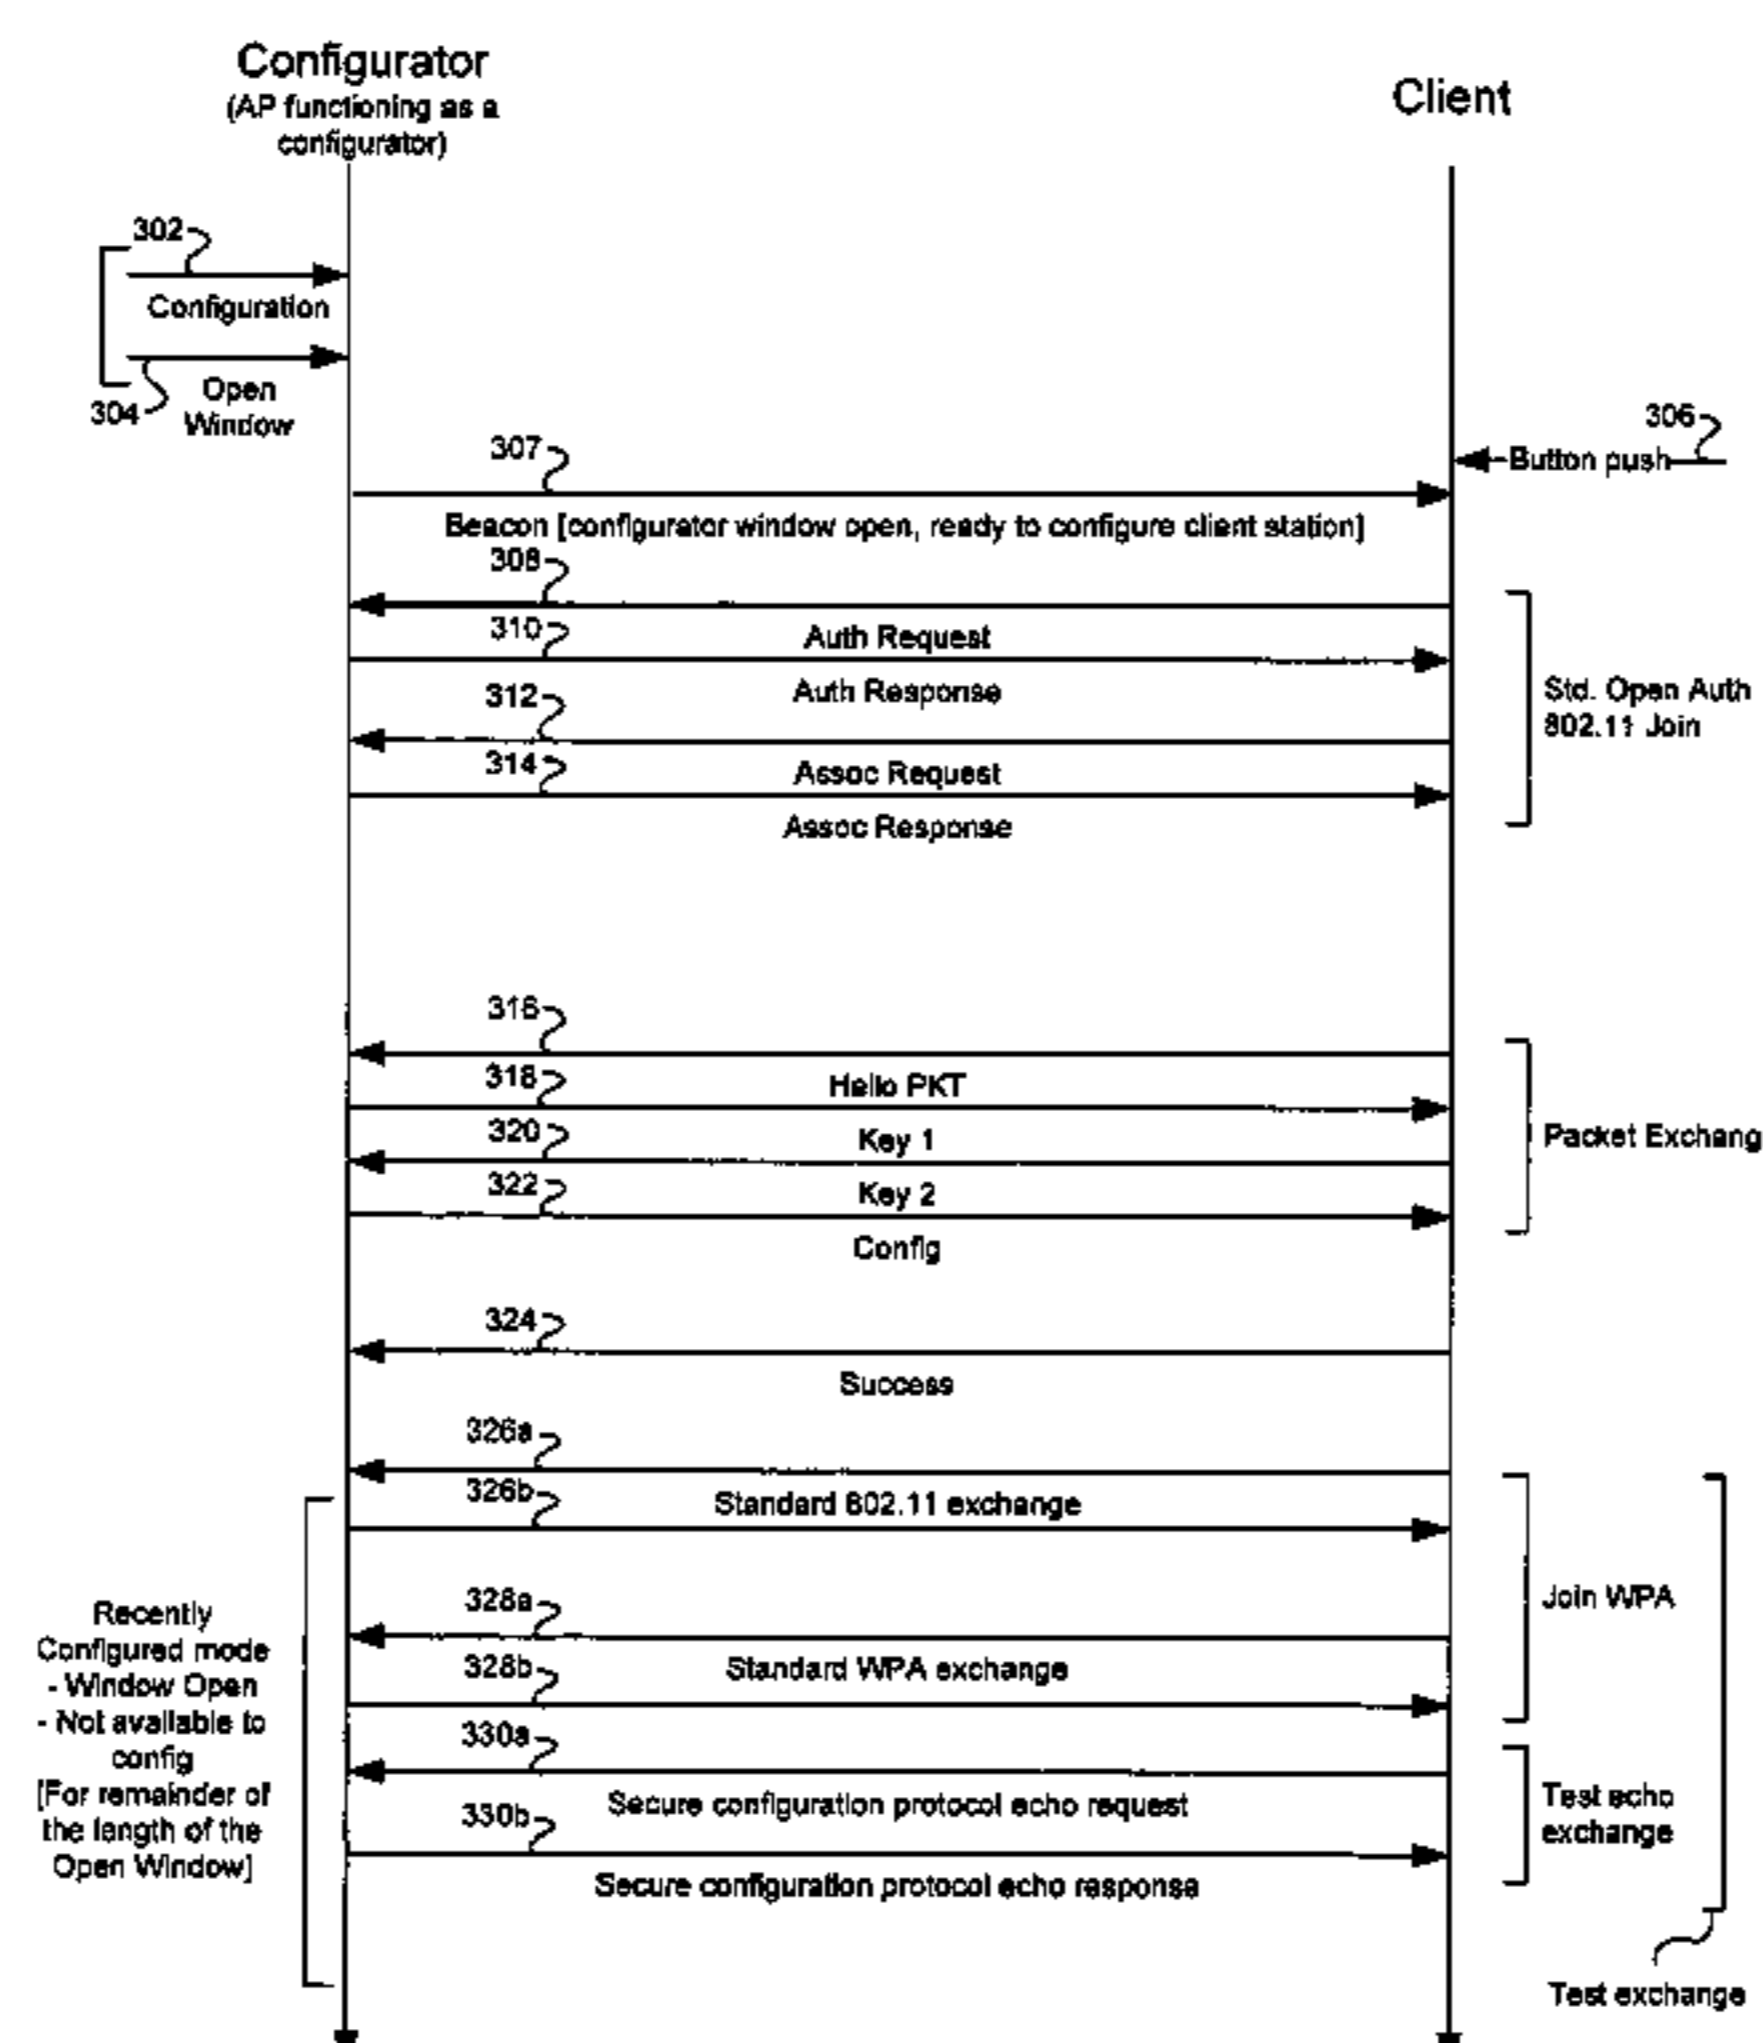 Configurator
(AP functioning as a
configurator)
Client
302
Configuration
304
Open
Window
306
Button push
307
Beacon [configurator window open, ready to configure client station]
308
Auth Request
310
Auth Response
312
Assoc Request
314
Assoc Response
Std. Open Auth
802.11 Join
316
Hello PKT
318
Key 1
320
Key 2
322
Config
Packet Exchang
324
Success
326a
Standard 802.11 exchange
326b
328a
Standard WPA exchange
328b
Join WPA
330a
Secure configuration protocol echo request
330b
Secure configuration protocol echo response
Test echo
exchange
Test exchange
Recently
Configured mode
- Window Open
- Not available to
config
[For remainder of
the length of the
Open Window]